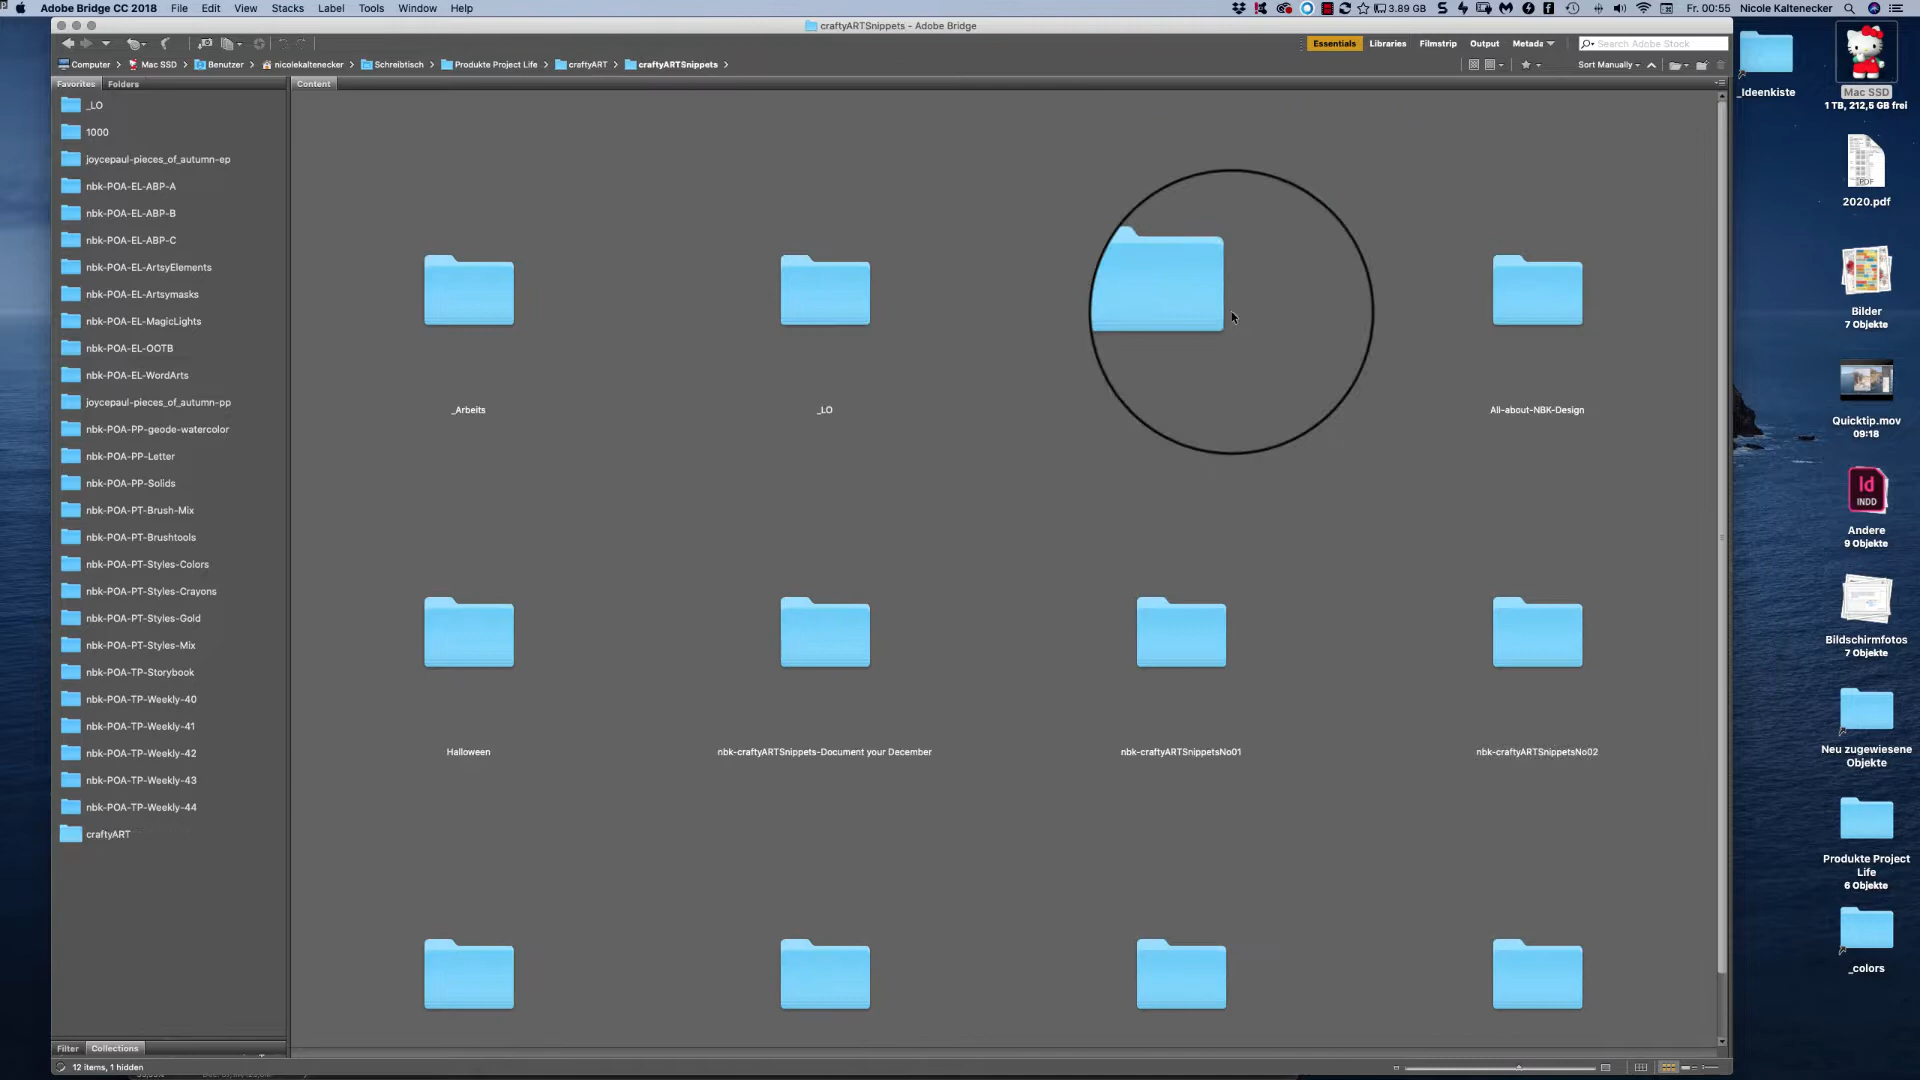 Adobe Bridge CC 2018 File Edit View Stacks Label Tools Window Help 3.89 GB Fr. 00:55 Nicole Kaltenecker
craftyARTSnippets - Adobe Bridge
Essentials Libraries Filmstrip Output Metada Search Adobe Stock
Computer Mac SSD Benutzer nicolekaltenecker Schreibtisch Produkte Project Life craftyART craftyARTSnippets Sort Manually
Favorites Folders Content
_LO
1000
joycepaul-pieces_of_autumn-ep
nbk-POA-EL-ABP-A
nbk-POA-EL-ABP-B
nbk-POA-EL-ABP-C
nbk-POA-EL-ArtsyElements
nbk-POA-EL-Artsymasks
nbk-POA-EL-MagicLights
nbk-POA-EL-OOTB
nbk-POA-EL-WordArts
joycepaul-pieces_of_autumn-pp
nbk-POA-PP-geode-watercolor
nbk-POA-PP-Letter
nbk-POA-PP-Solids
nbk-POA-PT-Brush-Mix
nbk-POA-PT-Brushtools
nbk-POA-PT-Styles-Colors
nbk-POA-PT-Styles-Crayons
nbk-POA-PT-Styles-Gold
nbk-POA-PT-Styles-Mix
nbk-POA-TP-Storybook
nbk-POA-TP-Weekly-40
nbk-POA-TP-Weekly-41
nbk-POA-TP-Weekly-42
nbk-POA-TP-Weekly-43
nbk-POA-TP-Weekly-44
craftyART
_Arbeits _LO All-about-NBK-Design
Halloween nbk-craftyARTSnippets-Document your December nbk-craftyARTSnippetsNo01 nbk-craftyARTSnippetsNo02
Filter Collections
12 items, 1 hidden
_Ideenkiste
Mac SSD
1 TB, 212,5 GB frei
PDF
2020.pdf
Bilder
7 Objekte
Quicktip.mov
09:18
Id
INDD
Andere
9 Objekte
Bildschirmfotos
7 Objekte
Neu zugewiesene
Objekte
Produkte Project
Life
6 Objekte
_colors